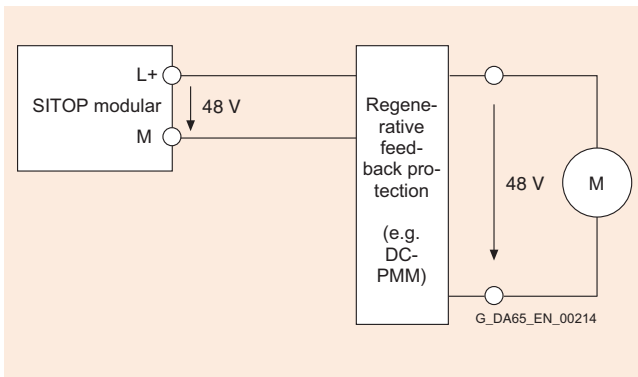 L+
SITOP modular
M
48 V
Regene-
rative
feed-
back pro-
tection
(e.g.
DC-
PMM)
48 V
M
G_DA65_EN_00214